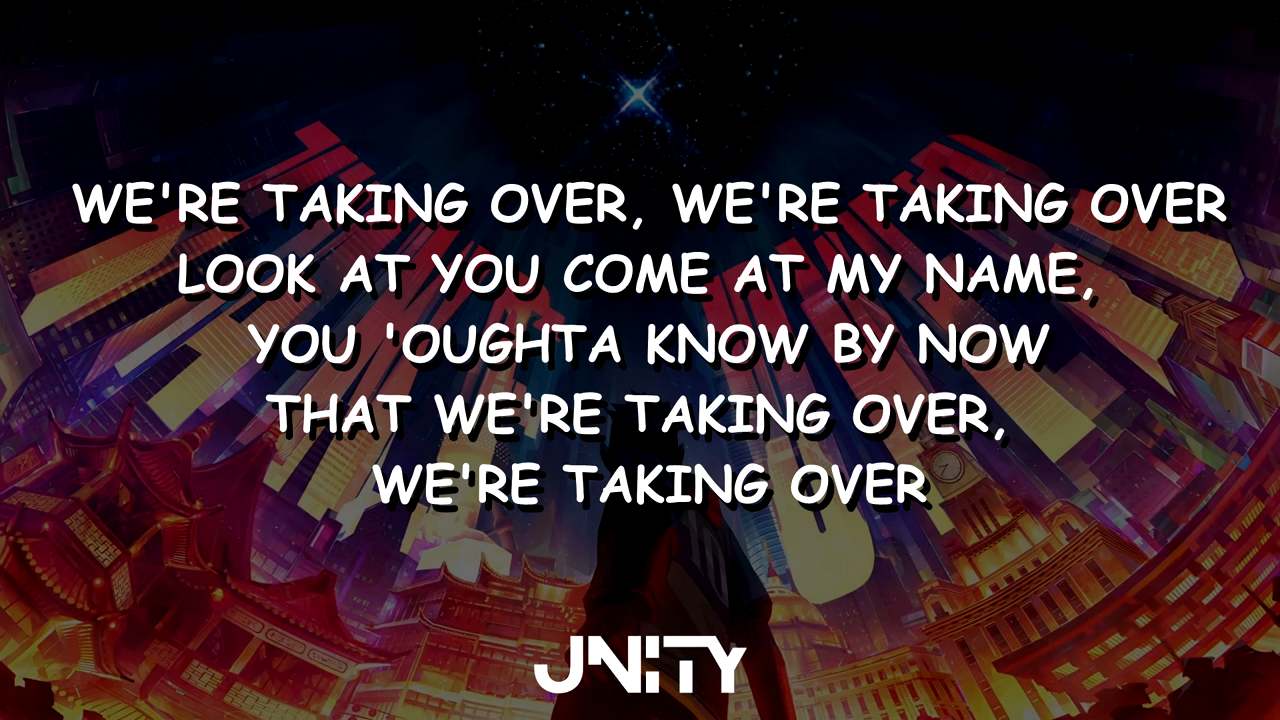 WE'RE TAKING OVER, WE'RE TAKING OVER
LOOK AT YOU COME AT MY NAME,
YOU 'OUGHTA KNOW BY NOW
THAT WE'RE TAKING OVER,
WE'RE TAKING OVER
JNITY